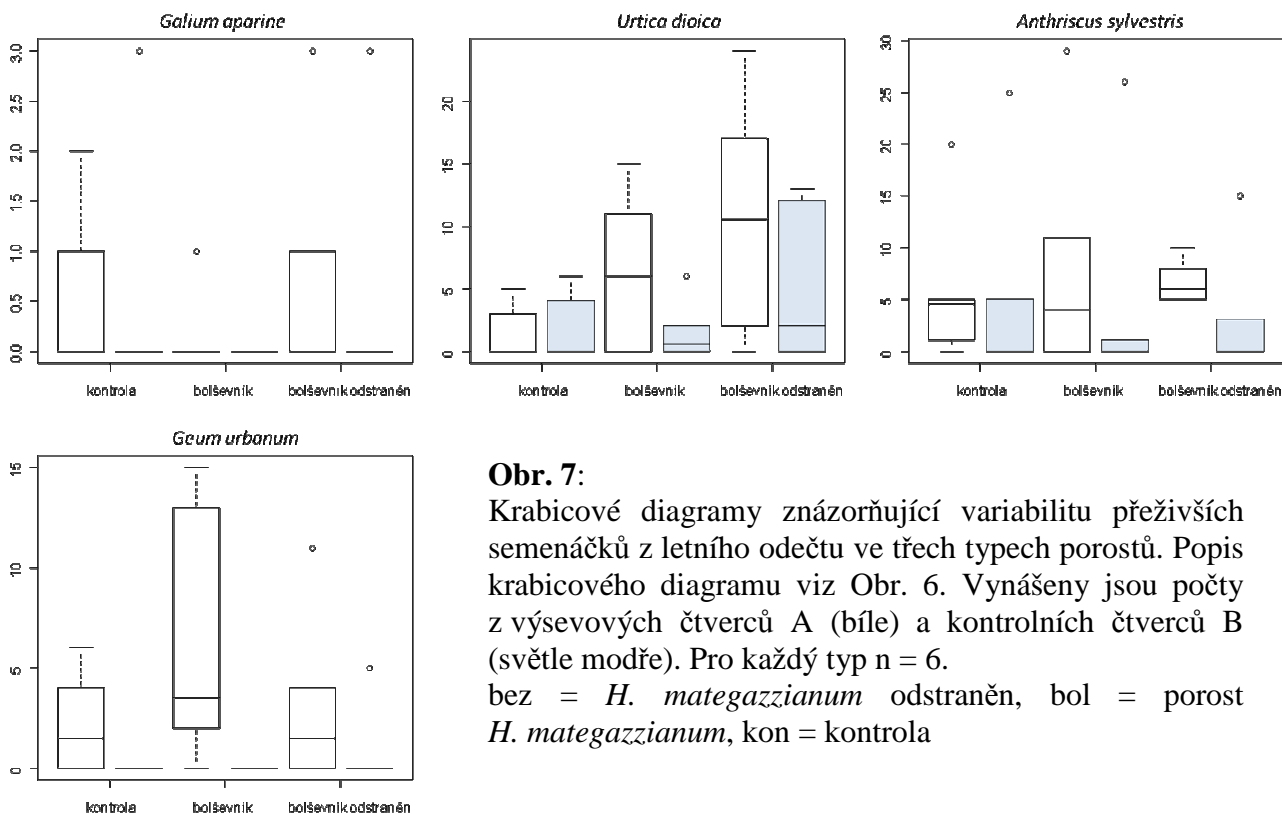 Galium aparine
3.0
2.5
2.0
1.5
1.0
0.5
0.0
kontrola bolševník bolševník odstraněn
Urtica dioica
20
15
10
5
0
kontrola bolševník bolševník odstraněn
Anthriscus sylvestris
30
25
20
15
10
5
0
kontrola bolševník bolševník odstraněn
Geum urbanum
15
10
5
0
kontrola bolševník bolševník odstraněn
Obr. 7:
Krabicové diagramy znázorňující variabilitu přeživších
semenáčků z letního odečtu ve třech typech porostů. Popis
krabicového diagramu viz Obr. 6. Vynášeny jsou počty
z výsevových čtverců A (bíle) a kontrolních čtverců B
(světle modře). Pro každý typ n = 6.
bez = H. mategazzianum odstraněn, bol = porost
H. mategazzianum, kon = kontrola